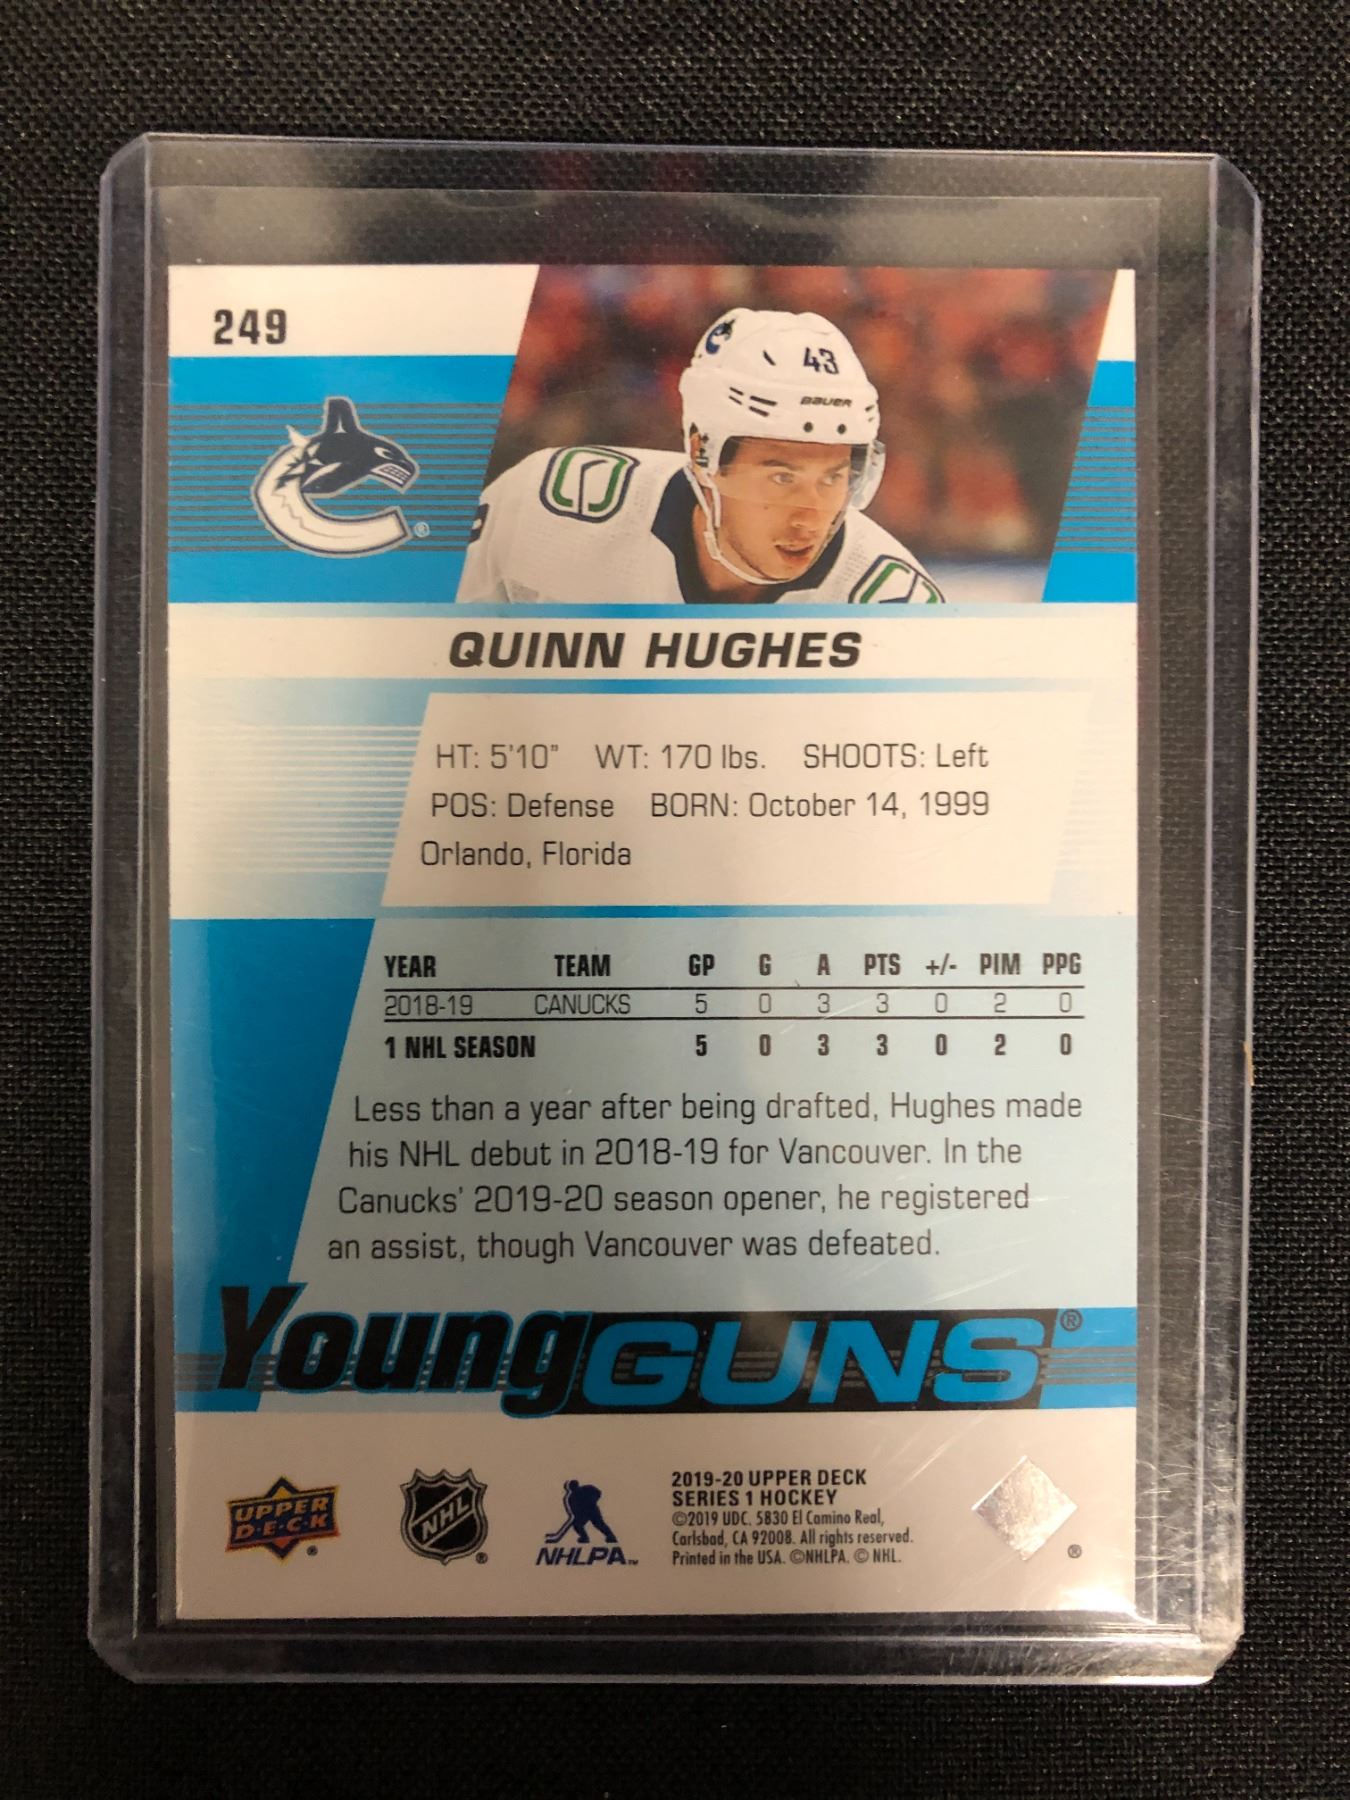 249
43
BAUER
®
QUINN HUGHES
HT: 5'10" WT: 170 lbs. SHOOTS: Left
POS: Defense BORN: October 14, 1999
Orlando, Florida
YEAR TEAM GP G A PTS +/- PIM PPG
2018-19 CANUCKS 5 0 3 3 0 2 0
1 NHL SEASON 5 0 3 3 0 2 0
Less than a year after being drafted, Hughes made
his NHL debut in 2018-19 for Vancouver. In the
Canucks' 2019-20 season opener, he registered
an assist, though Vancouver was defeated.
Young GUNS®
UPPER
D·E·C·K®
NHL®
NHLPA™
2019-20 UPPER DECK
SERIES 1 HOCKEY
©2019 UDC. 5830 El Camino Real,
Carlsbad, CA 92008. All rights reserved.
Printed in the USA. ©NHLPA. © NHL.
®